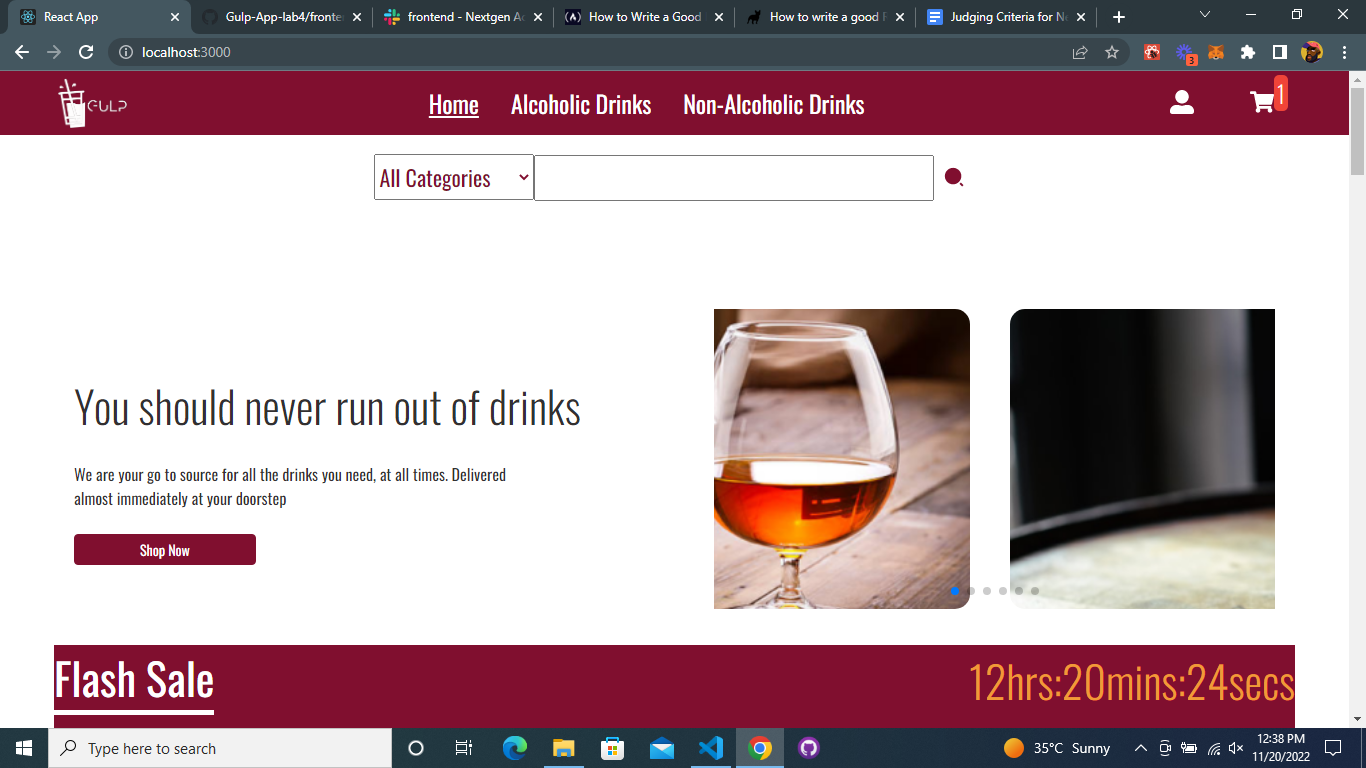 React App
Gulp-App-lab4/fronte
frontend - Nextgen Ac
How to Write a Good
How to write a good R
Judging Criteria for Ne
localhost:3000
3
GULP
Home
Alcoholic Drinks
Non-Alcoholic Drinks
1
All Categories
You should never run out of drinks
We are your go to source for all the drinks you need, at all times. Delivered
almost immediately at your doorstep
Shop Now
Flash Sale
12hrs:20mins:24secs
Type here to search
35°C Sunny
12:38 PM
11/20/2022